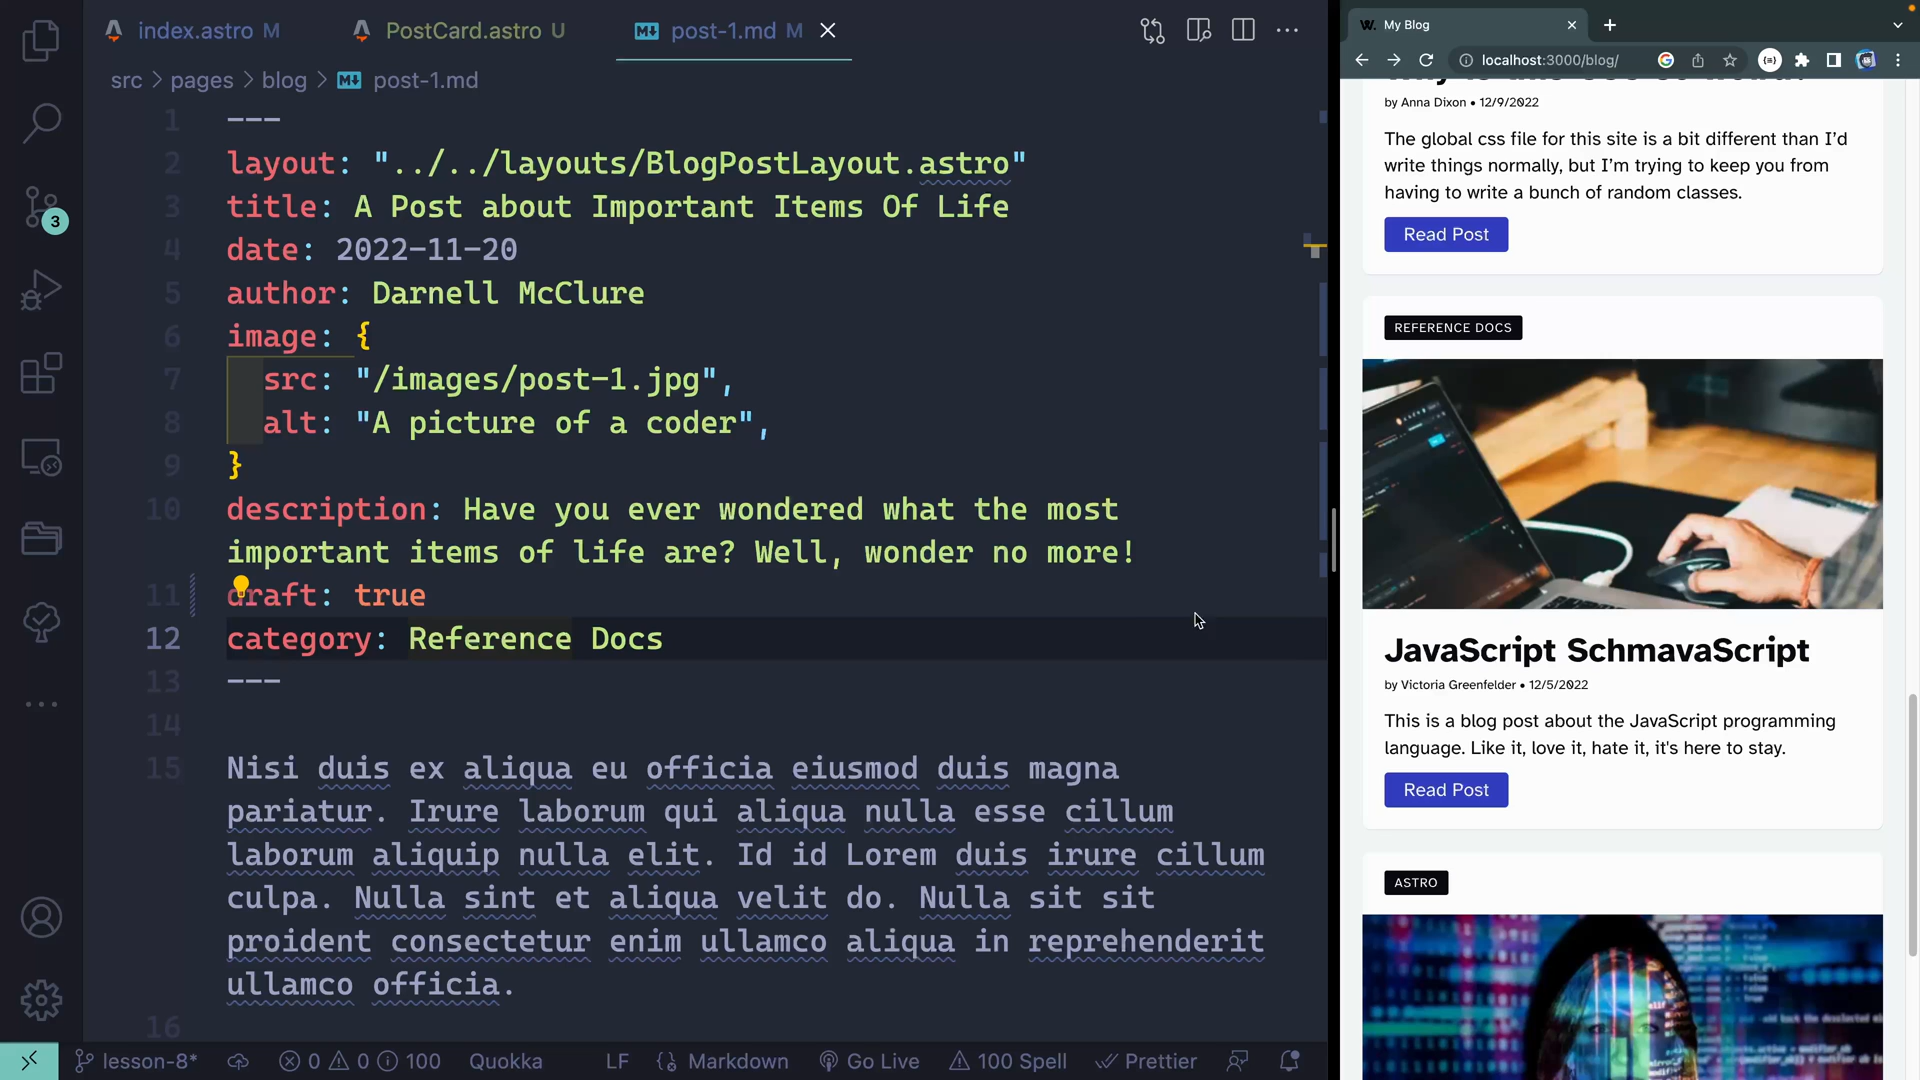 index.astro M
PostCard.astro U
post-1.md M
src > pages > blog > post-1.md
1 ---
2 layout: "../../layouts/BlogPostLayout.astro"
3 title: A Post about Important Items Of Life
4 date: 2022-11-20
5 author: Darnell McClure
6 image: {
7 src: "/images/post-1.jpg",
8 alt: "A picture of a coder",
9 }
10 description: Have you ever wondered what the most
important items of life are? Well, wonder no more!
11 draft: true
12 category: Reference Docs
13 ---
14
15 Nisi duis ex aliqua eu officia eiusmod duis magna
pariatur. Irure laborum qui aliqua nulla esse cillum
laborum aliquip nulla elit. Id id Lorem duis irure cillum
culpa. Nulla sint et aliqua velit do. Nulla sit sit
proident consectetur enim ullamco aliqua in reprehenderit
ullamco officia.
16
3
lesson-8* 0 0 100 Quokka LF Markdown Go Live 100 Spell Prettier
My Blog
localhost:3000/blog/
by Anna Dixon • 12/9/2022
The global css file for this site is a bit different than I’d
write things normally, but I’m trying to keep you from
having to write a bunch of random classes.
Read Post
REFERENCE DOCS
JavaScript SchmavaScript
by Victoria Greenfelder • 12/5/2022
This is a blog post about the JavaScript programming
language. Like it, love it, hate it, it's here to stay.
Read Post
ASTRO